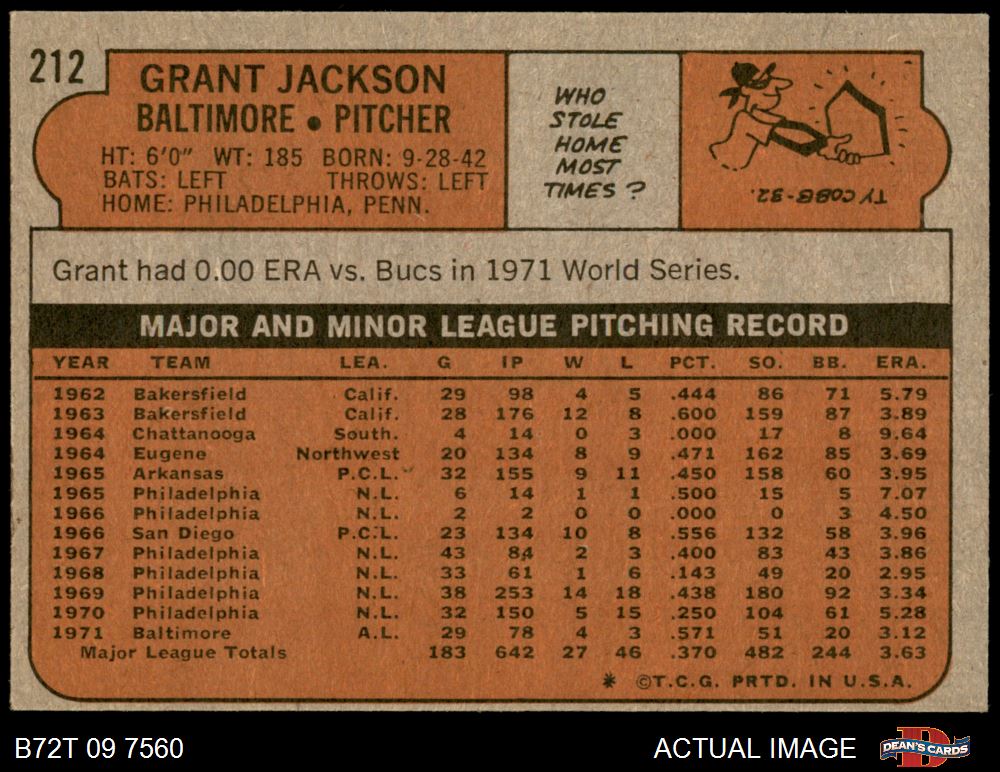 212
GRANT JACKSON
BALTIMORE • PITCHER
HT: 6'0" WT: 185 BORN: 9-28-42
BATS: LEFT THROWS: LEFT
HOME: PHILADELPHIA, PENN.
WHO
STOLE
HOME
MOST
TIMES?
TY COBB-32.
Grant had 0.00 ERA vs. Bucs in 1971 World Series.
MAJOR AND MINOR LEAGUE PITCHING RECORD
YEAR TEAM LEA. G IP W L PCT. SO. BB. ERA.
1962 Bakersfield Calif. 29 98 4 5 .444 86 71 5.79
1963 Bakersfield Calif. 28 176 12 8 .600 159 87 3.89
1964 Chattanooga South. 4 14 0 3 .000 17 8 9.64
1964 Eugene Northwest 20 134 8 9 .471 162 85 3.69
1965 Arkansas P.C.L. 32 155 9 11 .450 158 60 3.95
1965 Philadelphia N.L. 6 14 1 1 .500 15 5 7.07
1966 Philadelphia N.L. 2 2 0 0 .000 0 3 4.50
1966 San Diego P.C.L. 23 134 10 8 .556 132 58 3.96
1967 Philadelphia N.L. 43 84 2 3 .400 83 43 3.86
1968 Philadelphia N.L. 33 61 1 6 .143 49 20 2.95
1969 Philadelphia N.L. 38 253 14 18 .438 180 92 3.34
1970 Philadelphia N.L. 32 150 5 15 .250 104 61 5.28
1971 Baltimore A.L. 29 78 4 3 .571 51 20 3.12
Major League Totals 183 642 27 46 .370 482 244 3.63
* ©T.C.G. PRTD. IN U.S.A.
B72T 09 7560 ACTUAL IMAGE DEAN'S CARDS